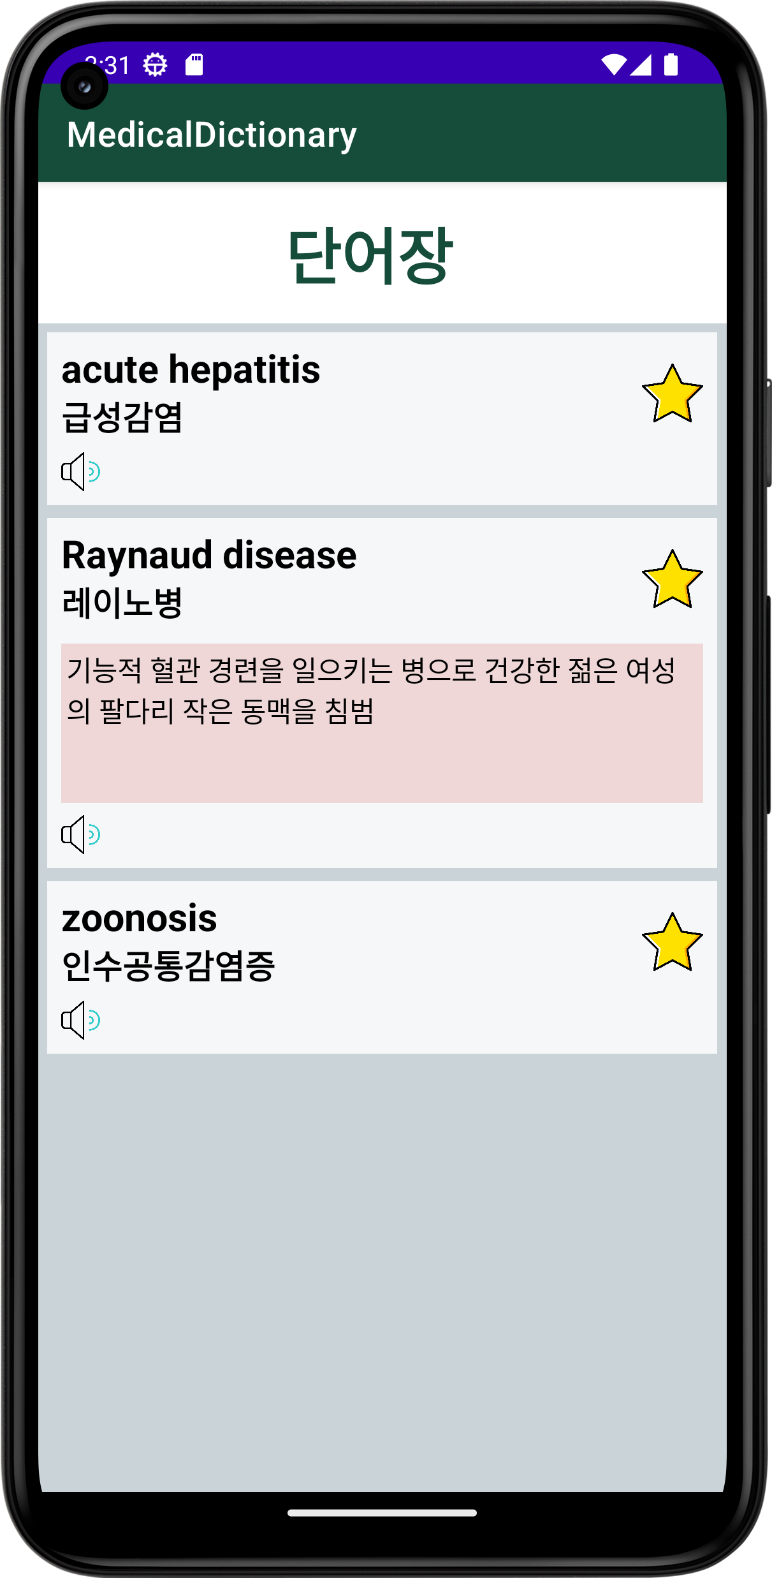 MedicalDictionary
단어장
acute hepatitis
급성감염
Raynaud disease
레이노병
기능적 혈관 경련을 일으키는 병으로 건강한 젊은 여성
의 팔다리 작은 동맥을 침범
zoonosis
인수공통감염증